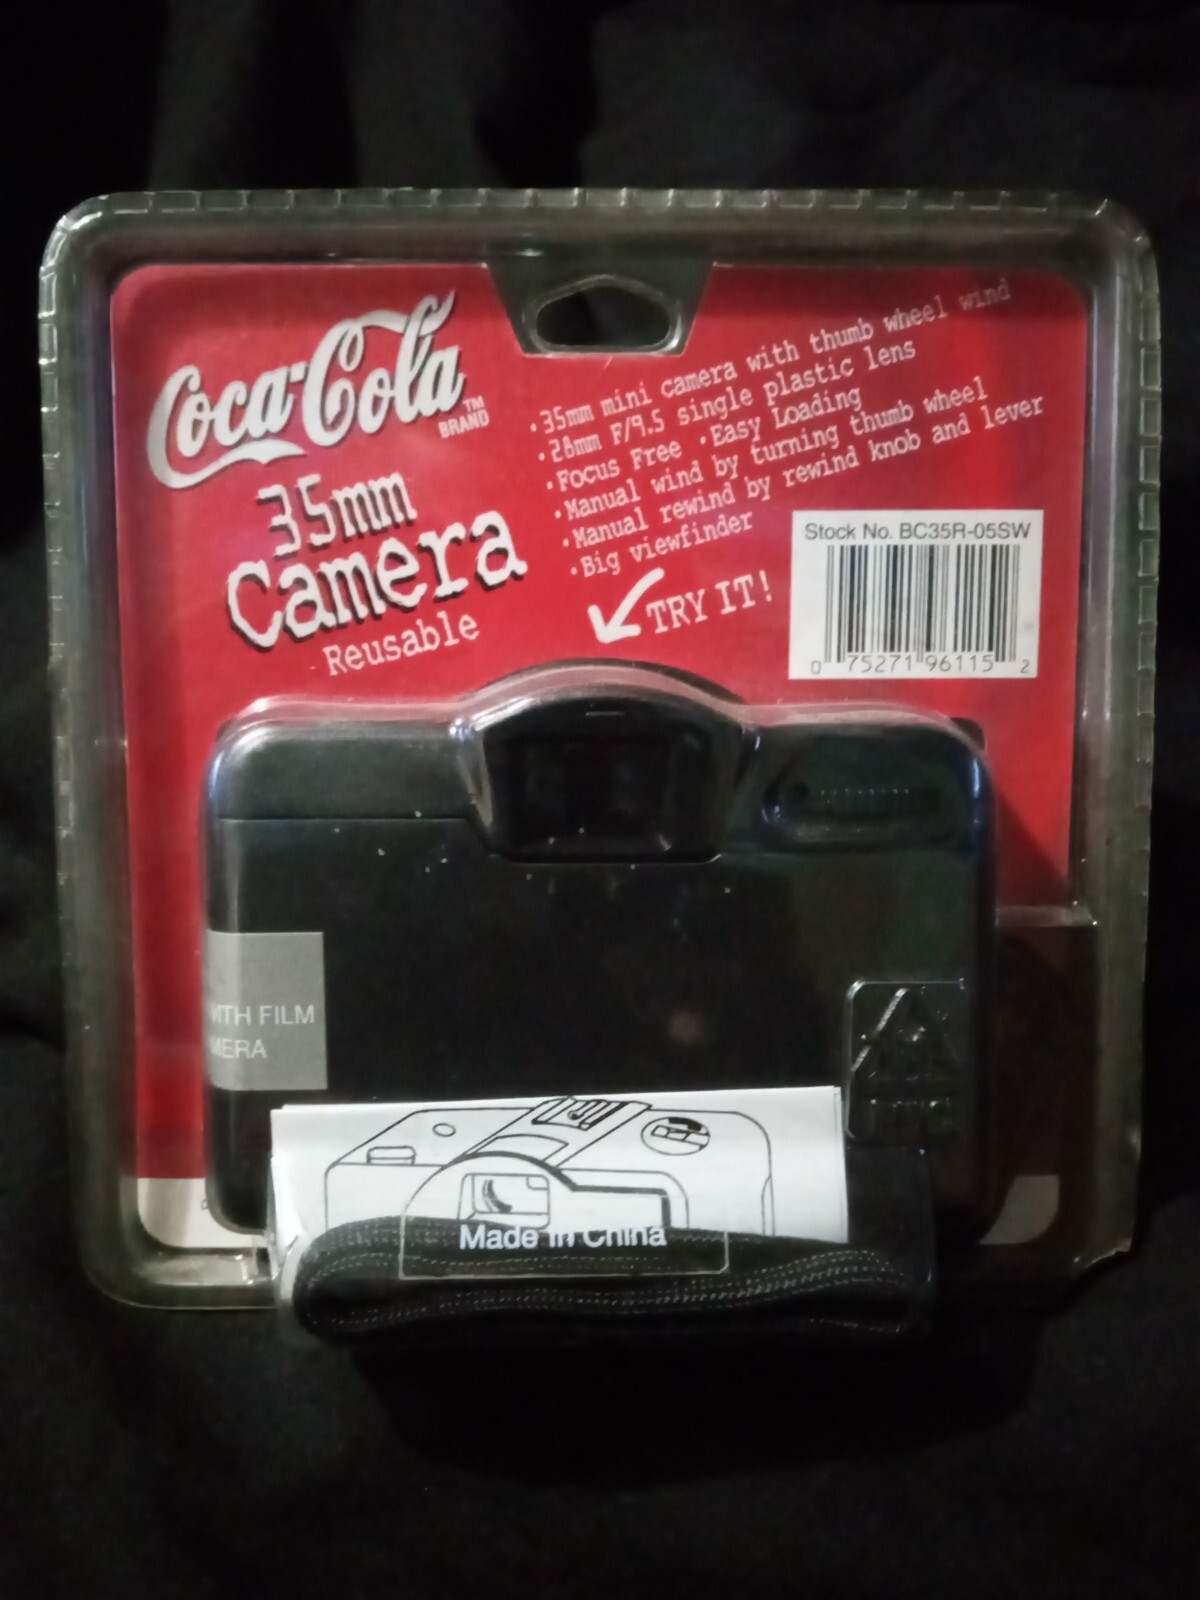 Coca-Cola
TM
BRAND
35mm
Camera
Reusable
•35mm mini camera with thumb wheel wind
•28mm F/9.5 single plastic lens
•Focus Free •Easy Loading
•Manual wind by turning thumb wheel
•Manual rewind by rewind knob and lever
•Big viewfinder
TRY IT!
Stock No. BC35R-05SW
0 75271 96115 2
WITH FILM
MERA
Made in China